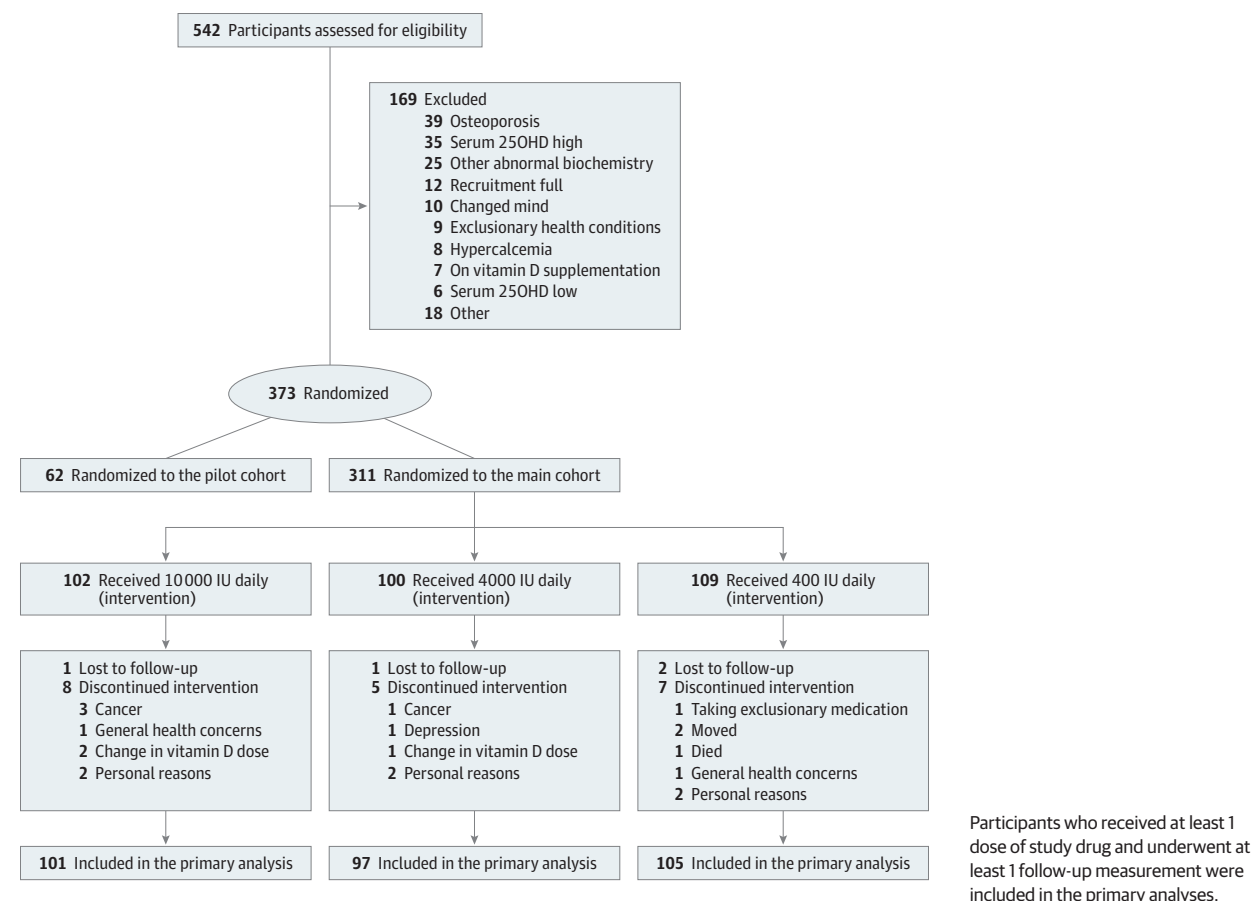 542 Participants assessed for eligibility
169 Excluded
39 Osteoporosis
35 Serum 25OHD high
25 Other abnormal biochemistry
12 Recruitment full
10 Changed mind
9 Exclusionary health conditions
8 Hypercalcemia
7 On vitamin D supplementation
6 Serum 25OHD low
18 Other
373 Randomized
62 Randomized to the pilot cohort
311 Randomized to the main cohort
102 Received 10 000 IU daily
(intervention)
100 Received 4000 IU daily
(intervention)
109 Received 400 IU daily
(intervention)
1 Lost to follow-up
8 Discontinued intervention
3 Cancer
1 General health concerns
2 Change in vitamin D dose
2 Personal reasons
1 Lost to follow-up
5 Discontinued intervention
1 Cancer
1 Depression
1 Change in vitamin D dose
2 Personal reasons
2 Lost to follow-up
7 Discontinued intervention
1 Taking exclusionary medication
2 Moved
1 Died
1 General health concerns
2 Personal reasons
101 Included in the primary analysis
97 Included in the primary analysis
105 Included in the primary analysis
Participants who received at least 1
dose of study drug and underwent at
least 1 follow-up measurement were
included in the primary analyses.